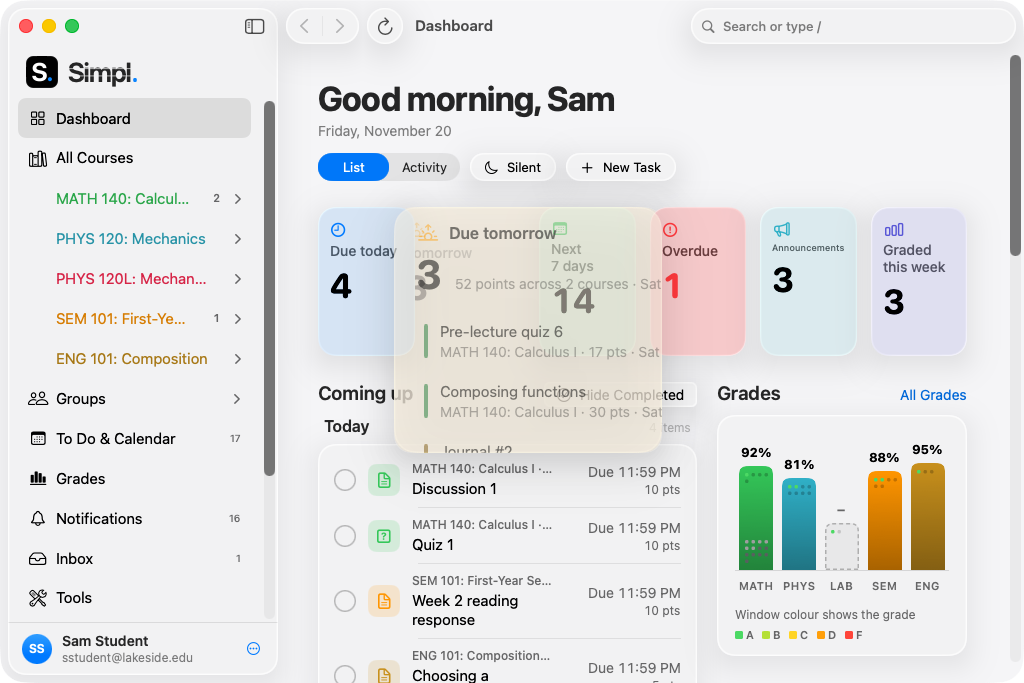 Dashboard
Search or type /
S.
Simpl.
Dashboard
All Courses
MATH 140: Calcul... 2
PHYS 120: Mechanics
PHYS 120L: Mechan...
SEM 101: First-Ye... 1
ENG 101: Composition
Groups
To Do & Calendar 17
Grades
Notifications 16
Inbox 1
Tools
SS
Sam Student
sstudent@lakeside.edu
Good morning, Sam
Friday, November 20
List
Activity
Silent
New Task
Due today
4
Due tomorrow
3
52 points across 2 courses · Sat
Pre-lecture quiz 6
MATH 140: Calculus I · 17 pts · Sat
Composing functions
MATH 140: Calculus I · 30 pts · Sat
Journal #2
omorrow
3
Next
7 days
14
Overdue
1
Announcements
3
Graded
this week
3
Coming up
Hide Completed
Today
4 items
MATH 140: Calculus I ·...
Discussion 1
Due 11:59 PM
10 pts
MATH 140: Calculus I ·...
Quiz 1
Due 11:59 PM
10 pts
SEM 101: First-Year Se...
Week 2 reading
response
Due 11:59 PM
10 pts
ENG 101: Composition...
Choosing a
Due 11:59 PM
Grades
All Grades
92%
81%
–
88%
95%
MATH PHYS LAB SEM ENG
Window colour shows the grade
A B C D F